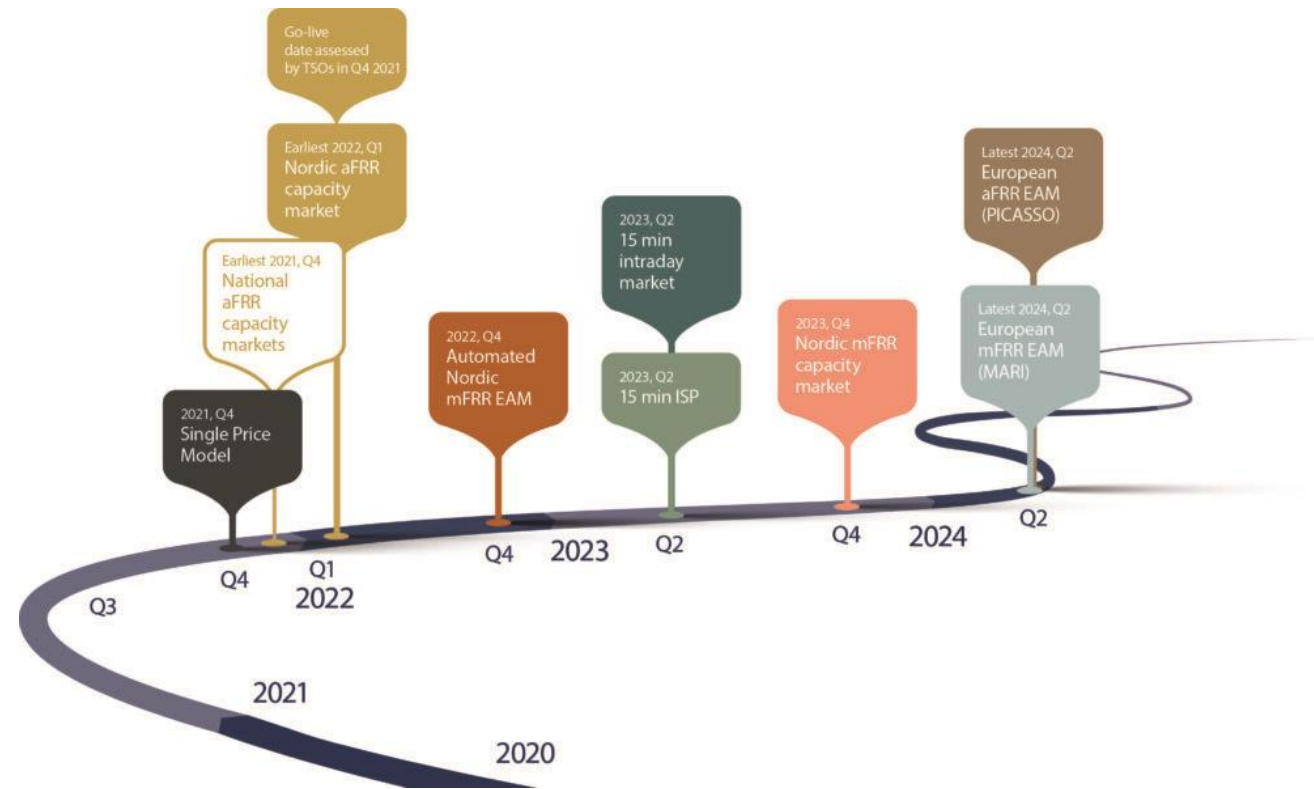 Go-live
date assessed
by TSOs in Q4 2021
Earliest 2022, Q1
Nordic aFRR
capacity
market
Earliest 2021, Q4
National
aFRR
capacity
markets
2021, Q4
Single Price
Model
2022, Q4
Automated
Nordic
mFRR EAM
2023, Q2
15 min
intraday
market
2023, Q2
15 min ISP
2023, Q4
Nordic mFRR
capacity
market
Latest 2024, Q2
European
aFRR EAM
(PICASSO)
Latest 2024, Q2
European
mFRR EAM
(MARI)
Q3
Q4
Q1
2022
Q4
2023
Q2
Q4
2024
Q2
2021
2020